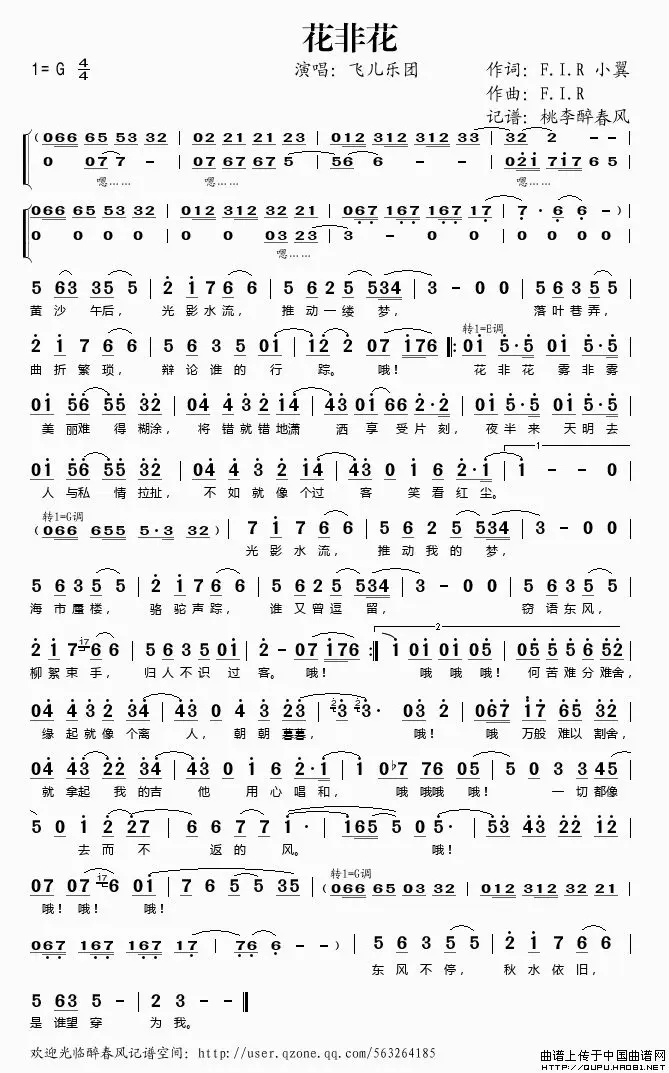 花非花
1= G 4/4 演唱: 飞儿乐团 作词: F.I.R 小翼
作曲: F.I.R
记谱: 桃李醉春风
( 066 65 53 32 | 02 21 21 23 | 012 312 312 33 | 32 2 - -
0 07 7 - | 07 67 67 5 | 56 6 - - | 021 717 6 5
嗯…… 嗯…… 嗯……
066 65 53 32 | 012 312 32 21 | 067 167 167 17 | 7 · 6 6 - )
0 0 0 0 | 0 0 03 23 | 3 - 0 0 | 0 0 0 0
嗯……
5 63 35 5 | 2 17 6 6 | 5 62 5 534 | 3 - 0 0 | 5 6 3 5 5
黄 沙 午后, 光 影 水 流, 推 动 一 缕 梦, 落 叶 巷 弄,
转1=E调
2 1 7 6 6 | 5 6 3 5 01 | 12 2 07 176 ‖: 01 5·5 01 5·5
曲 折 繁 琐, 辩 论 谁 的 行 踪。 哦! 花 非 花 雾 非 雾
01 56 55 32 | 04 43 23 14 | 43 01 66 2·2 | 01 5·5 01 5·5
美 丽难 得 糊涂, 将 错 就 错 地潇 洒 享 受 片 刻, 夜 半 来 天 明 去
1
01 56 55 32 | 04 43 2 14 | 43 0 1 6 2·1 | 1 - - 0
人 与私 情 拉扯, 不 如 就 像 个过 客 笑 看 红 尘。
转1=G调
( 066 655 5·3 32 ) | 7 1 7 6 6 | 5 6 2 5 534 | 3 - 0 0
光 影 水 流, 推 动 我 的 梦,
5 6 3 5 5 | 2 1 7 6 6 | 5 6 2 5 534 | 3 - 0 0 | 5 6 3 5 5
海 市 蜃 楼, 骆 驼 声 踪, 谁 又 曾 逗 留, 窃 语 东 风,
2
2 1 7 17 6 6 | 5 6 3 5 01 | 2 - 07 176 :‖ 1 01 01 05 | 05 5 5 6 52
柳 絮 束 手, 归 人 不 识 过 客。 哦! 哦 哦 哦! 何 苦 难 分 难舍,
04 43 2 34 | 43 0 4 3 23 | 2 3 2 3· 03 2 | 07 17 65 32
缘 起 就 像 个离 人, 朝 朝 暮暮, 哦! 哦 万般 难以 割舍,
04 43 22 34 | 43 0 1 6 2·1 | 1 0b7 76 05 | 5 0 3 3 45
就 拿起 我 的吉 他 用 心 唱 和, 哦 哦哦 哦! 一 切 都像
5 0 1 2 27 | 6 6 7 7 1· | 165 5 0 5· | 53 43 22 12
去 而 不 返 的 风。 哦!
转1=G调
07 07 17 6 01 | 7 6 5 5 35 | ( 066 65 03 32 | 012 312 32 21
哦! 哦! 哦!
067 167 167 17 | 76 6 - - ) | 5 6 3 5 5 | 2 1 7 6 6
东 风 不 停, 秋 水 依 旧,
5 63 5 - | 2 3 - - ‖
是 谁望 穿 为 我。
欢迎光临醉春风记谱空间: http://user.qzone.qq.com/563264185
曲谱上传于中国曲谱网
HTTP://QUPU.HAO81.NET